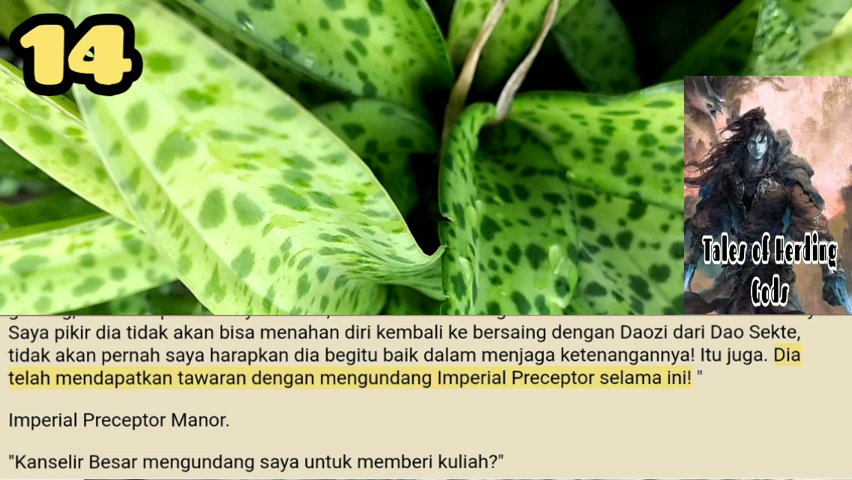 14
Tales of Herding
Gods
Saya pikir dia tidak akan bisa menahan diri kembali ke bersaing dengan Daozi dari Dao Sekte,
tidak akan pernah saya harapkan dia begitu baik dalam menjaga ketenangannya! Itu juga. Dia
telah mendapatkan tawaran dengan mengundang Imperial Preceptor selama ini! "
Imperial Preceptor Manor.
"Kanselir Besar mengundang saya untuk memberi kuliah?"